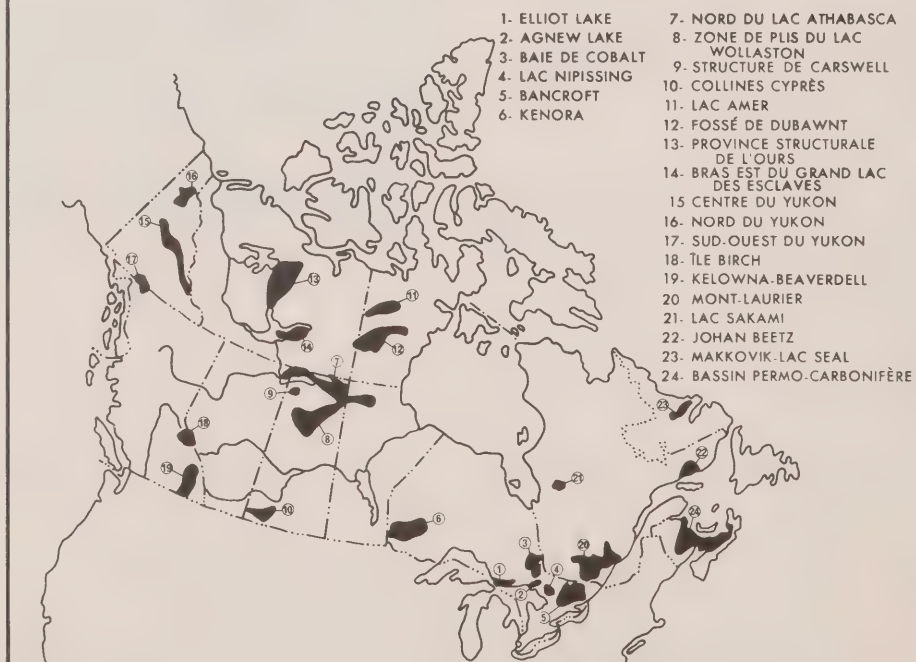 1- ELLIOT LAKE
2- AGNEW LAKE
3- BAIE DE COBALT
4- LAC NIPISSING
5- BANCROFT
6- KENORA
7- NORD DU LAC ATHABASCA
8- ZONE DE PLIS DU LAC
WOLLASTON
9- STRUCTURE DE CARSWELL
10- COLLINES CYPRÈS
11- LAC AMER
12- FOSSÉ DE DUBAWNT
13- PROVINCE STRUCTURALE
DE L'OURS
14- BRAS EST DU GRAND LAC
DES ESCLAVES
15 CENTRE DU YUKON
16- NORD DU YUKON
17- SUD-OUEST DU YUKON
18- ÎLE BIRCH
19- KELOWNA-BEAVERDELL
20 MONT-LAURIER
21- LAC SAKAMI
22- JOHAN BEETZ
23- MAKKOVIK-LAC SEAL
24- BASSIN PERMO-CARBONIFÈRE
16
15
17
13
11
14
12
7
9
8
23
18
22
19
21
10
6
24
3
20
1
4
2
5